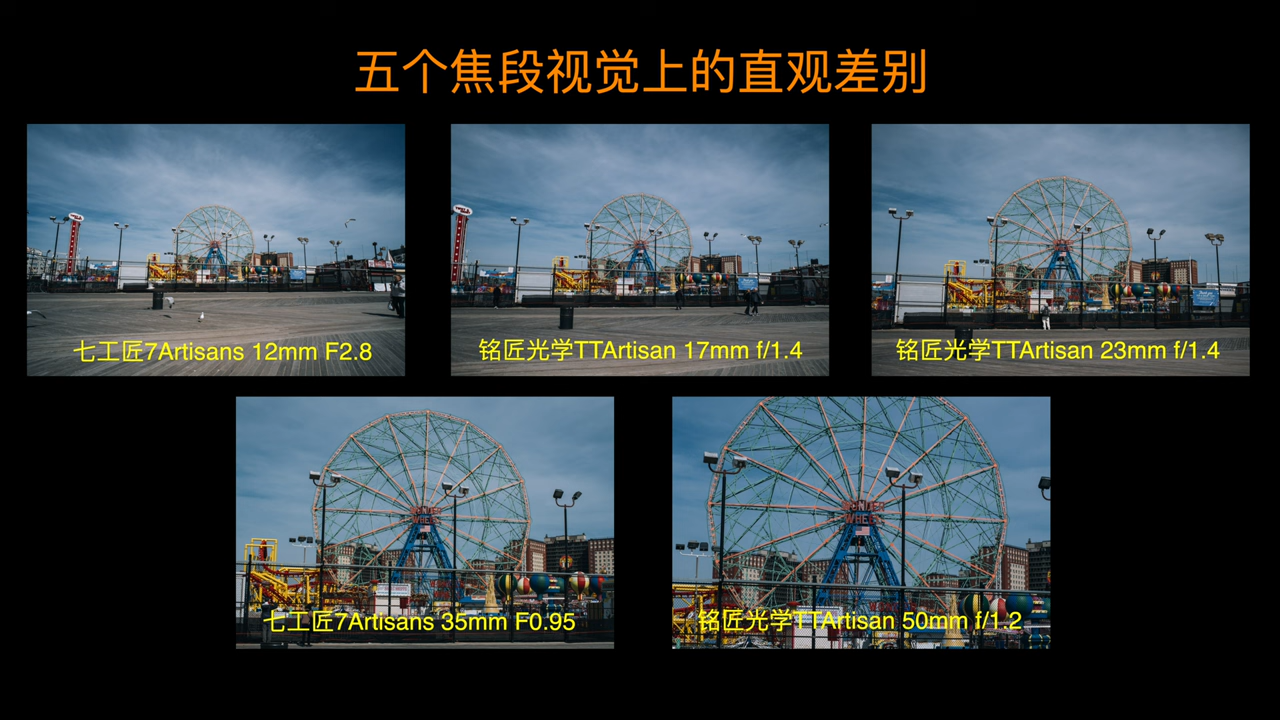 五个焦段视觉上的直观差别
七工匠7Artisans 12mm F2.8
铭匠光学TTArtisan 17mm f/1.4
铭匠光学TTArtisan 23mm f/1.4
WONDER
WHEEL
七工匠7Artisans 35mm F0.95
WONDER
WHEEL
铭匠光学TTArtisan 50mm f/1.2